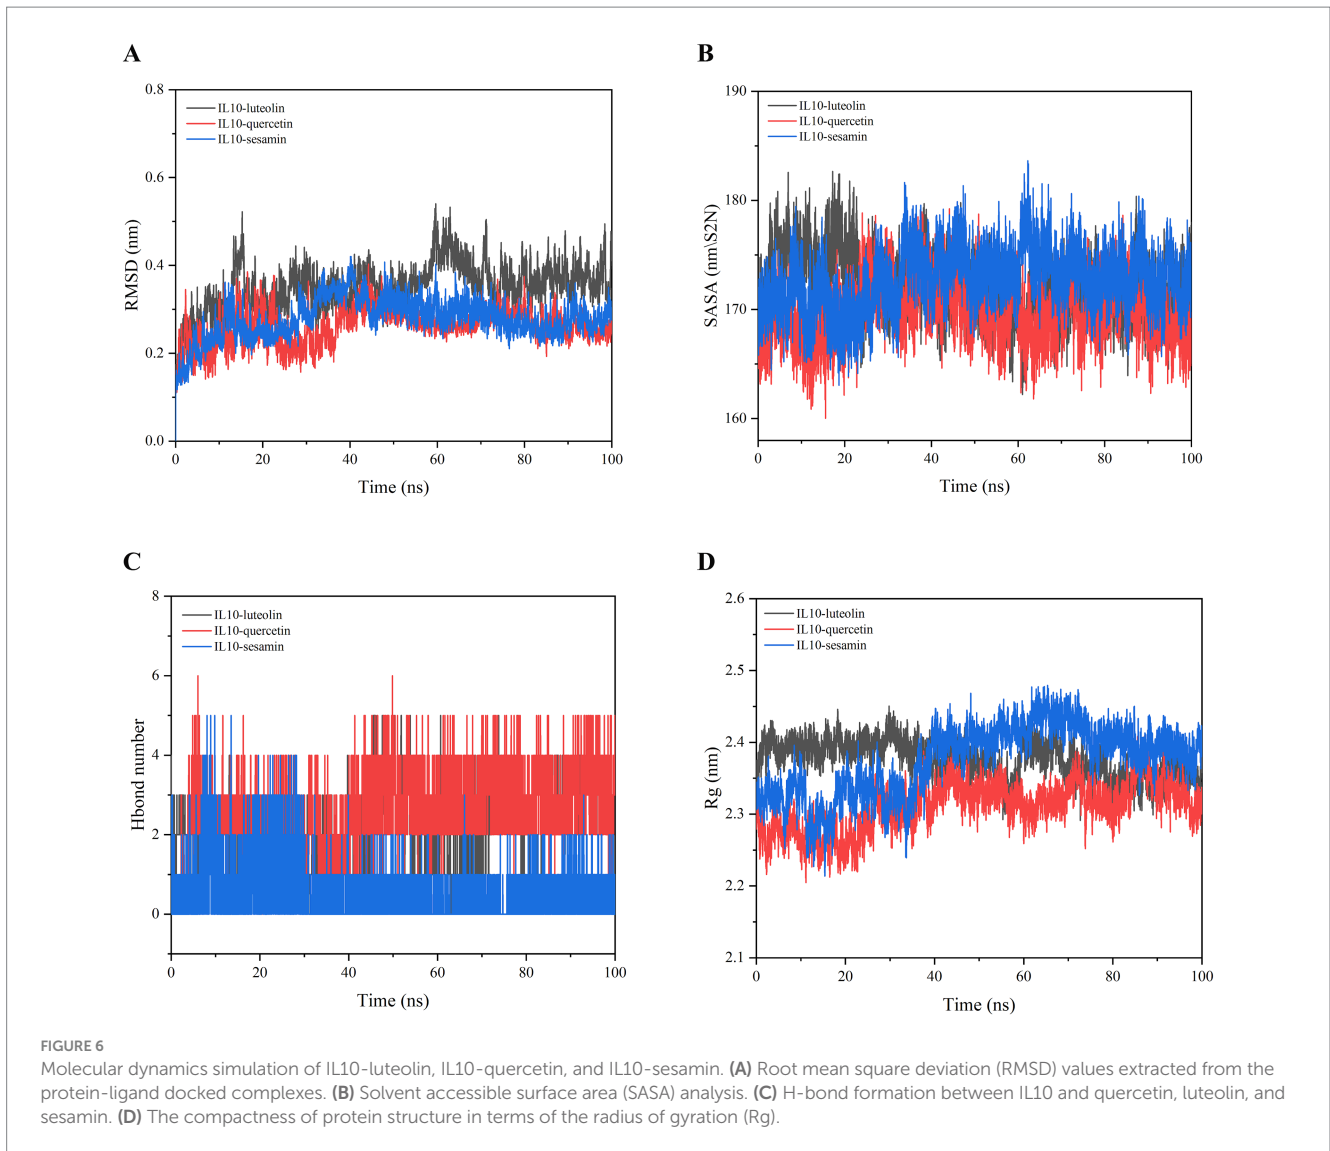 A
0.8
0.6
0.4
0.2
0.0
RMSD (nm)
IL10-luteolin
IL10-quercetin
IL10-sesamin
0 20 40 60 80 100
Time (ns)
B
190
180
170
160
SASA (nm\S2N)
IL10-luteolin
IL10-quercetin
IL10-sesamin
0 20 40 60 80 100
Time (ns)
C
8
6
4
2
0
Hbond number
IL10-luteolin
IL10-quercetin
IL10-sesamin
0 20 40 60 80 100
Time (ns)
D
2.6
2.5
2.4
2.3
2.2
2.1
Rg (nm)
IL10-luteolin
IL10-quercetin
IL10-sesamin
0 20 40 60 80 100
Time (ns)
FIGURE 6
Molecular dynamics simulation of IL10-luteolin, IL10-quercetin, and IL10-sesamin. (A) Root mean square deviation (RMSD) values extracted from the
protein-ligand docked complexes. (B) Solvent accessible surface area (SASA) analysis. (C) H-bond formation between IL10 and quercetin, luteolin, and
sesamin. (D) The compactness of protein structure in terms of the radius of gyration (Rg).